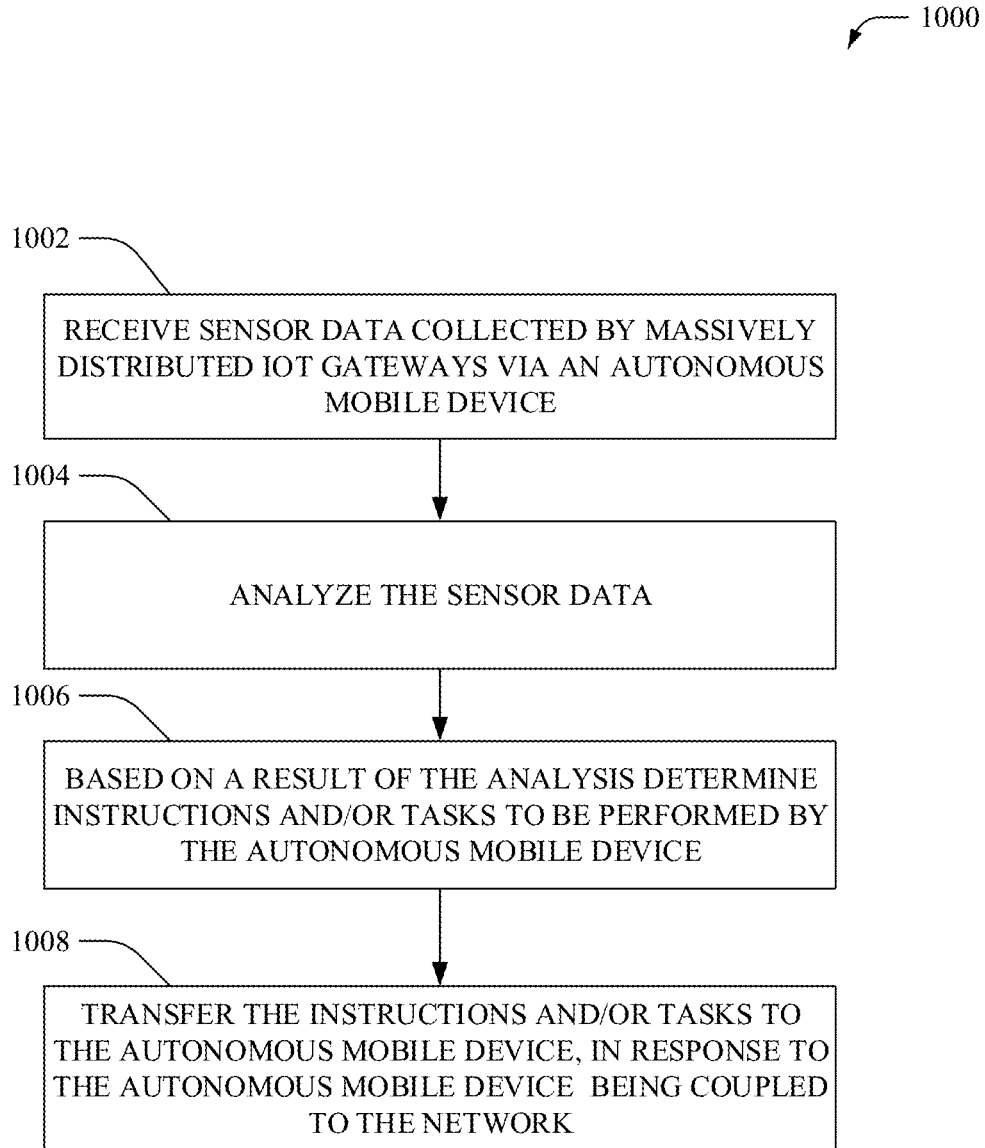 1000
1002
RECEIVE SENSOR DATA COLLECTED BY MASSIVELY
DISTRIBUTED IOT GATEWAYS VIA AN AUTONOMOUS
MOBILE DEVICE
1004
ANALYZE THE SENSOR DATA
1006
BASED ON A RESULT OF THE ANALYSIS DETERMINE
INSTRUCTIONS AND/OR TASKS TO BE PERFORMED BY
THE AUTONOMOUS MOBILE DEVICE
1008
TRANSFER THE INSTRUCTIONS AND/OR TASKS TO
THE AUTONOMOUS MOBILE DEVICE, IN RESPONSE TO
THE AUTONOMOUS MOBILE DEVICE BEING COUPLED
TO THE NETWORK